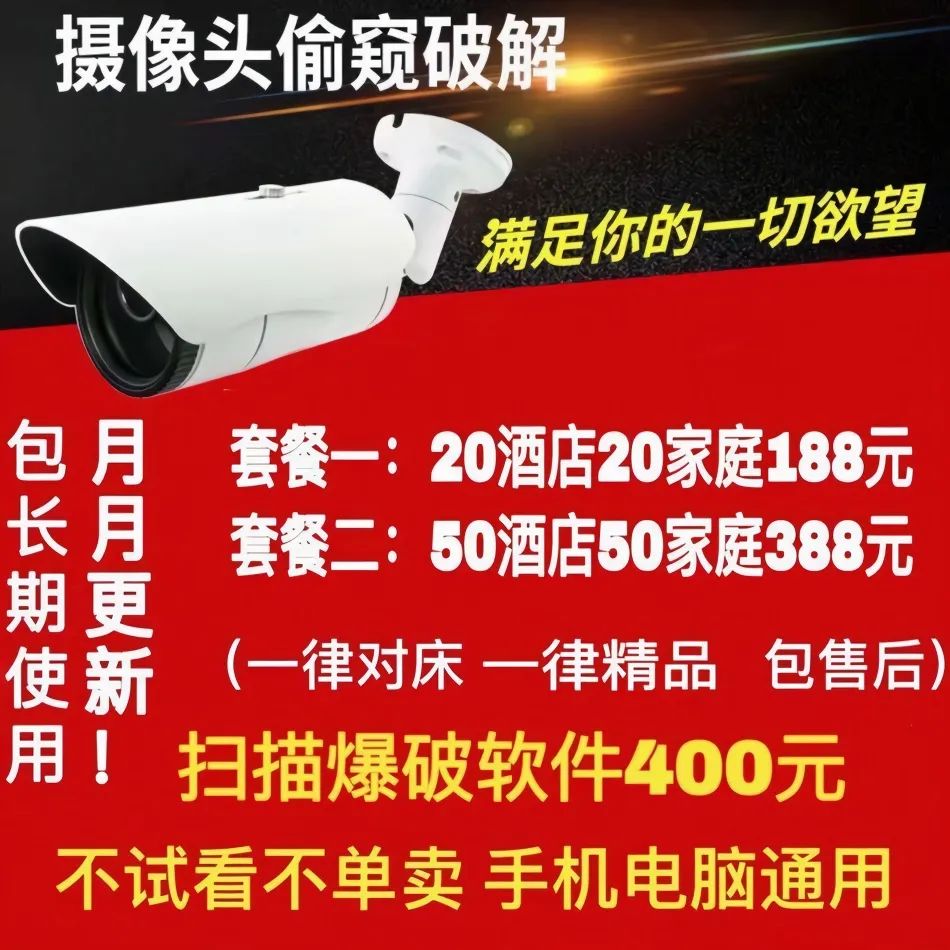 摄像头偷窥破解
满足你的一切欲望
包长期使用
月月更新！
套餐一：20酒店20家庭188元
套餐二：50酒店50家庭388元
（一律对床 一律精品 包售后）
扫描爆破软件400元
不试看不单卖 手机电脑通用